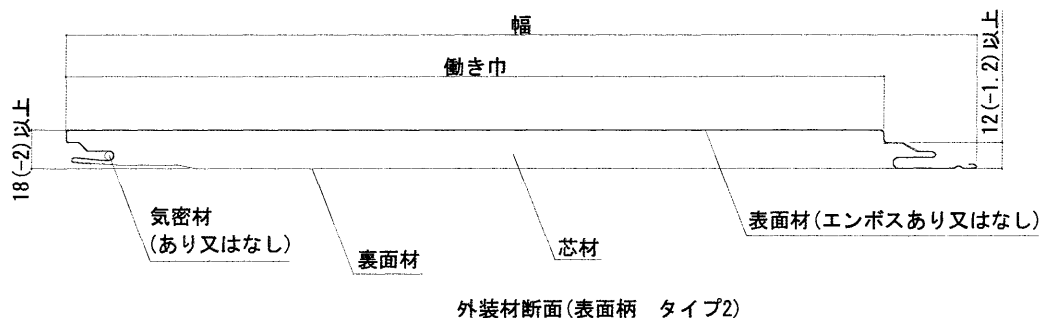 幅
働き巾
12(-1.2)以上
18(-2)以上
気密材
(あり又はなし)
裏面材
芯材
表面材(エンボスあり又はなし)
外装材断面(表面柄　タイプ2)